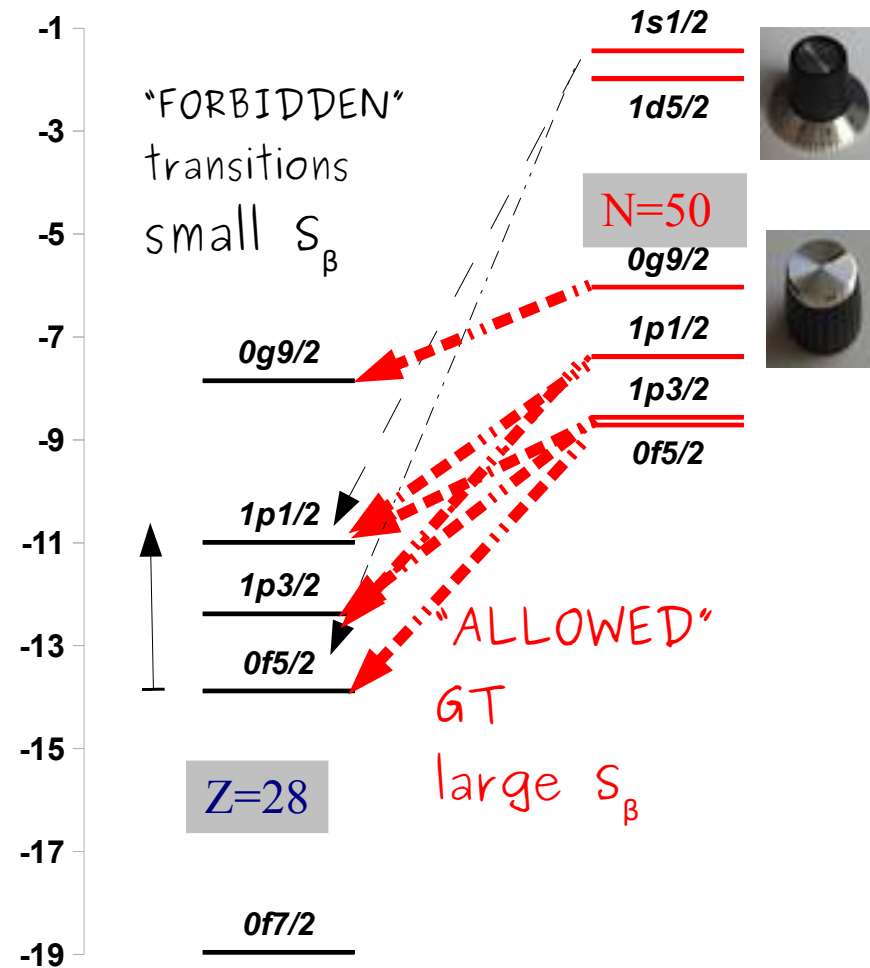 -1
-3
-5
-7
-9
-11
-13
-15
-17
-19
"FORBIDDEN"
transitions
small Sβ
0g9/2
1p1/2
1p3/2
0f5/2
Z=28
0f7/2
1s1/2
1d5/2
N=50
0g9/2
1p1/2
1p3/2
0f5/2
"ALLOWED"
GT
large Sβ